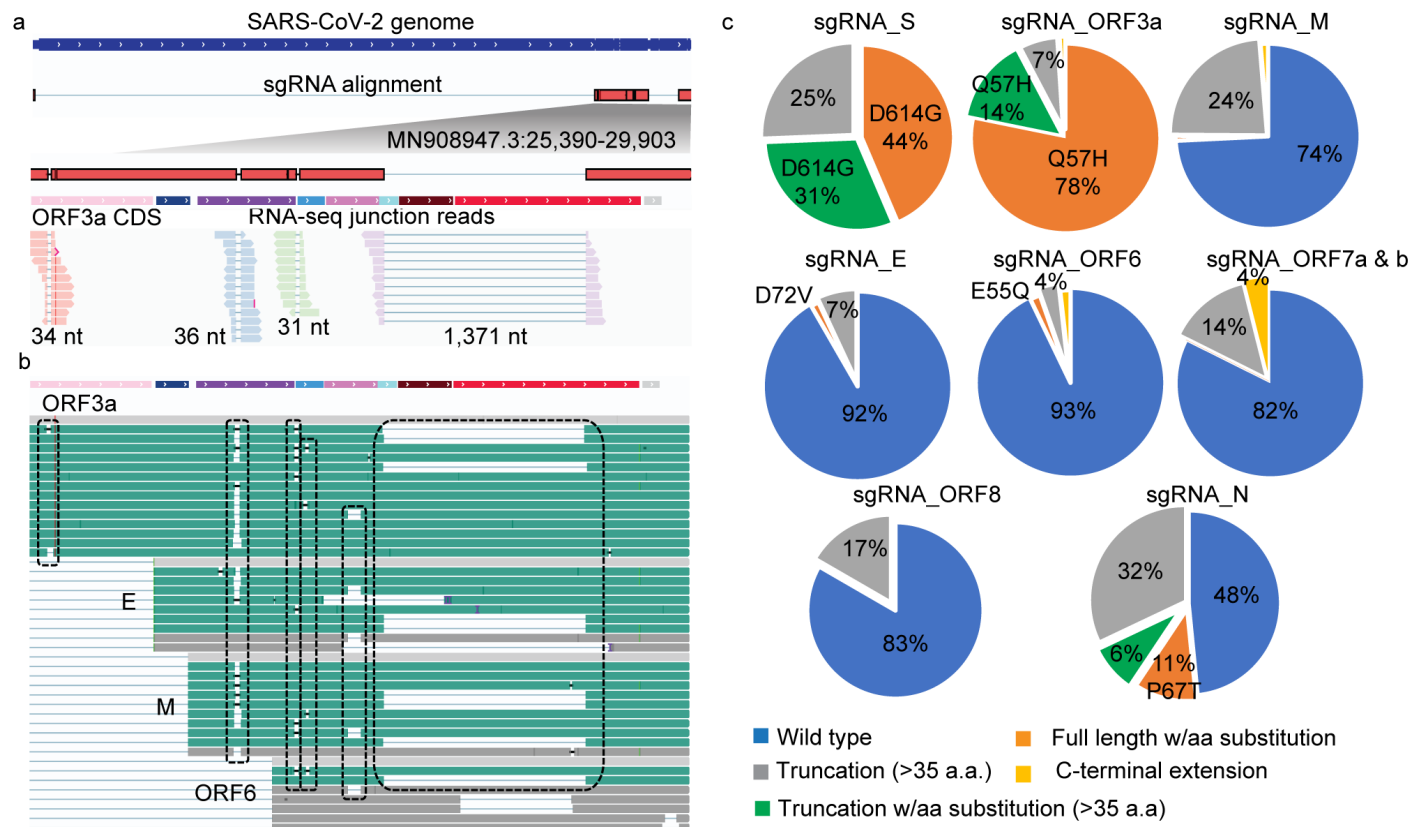 a
SARS-CoV-2 genome
sgRNA alignment
MN908947.3:25,390-29,903
ORF3a CDS
RNA-seq junction reads
34 nt
36 nt
31 nt
1,371 nt
b
ORF3a
E
M
ORF6
c
sgRNA_S
25%
D614G
44%
D614G
31%
sgRNA_ORF3a
7%
Q57H
14%
Q57H
78%
sgRNA_M
24%
74%
sgRNA_E
D72V
7%
92%
sgRNA_ORF6
E55Q
4%
93%
sgRNA_ORF7a & b
4%
14%
82%
sgRNA_ORF8
17%
83%
sgRNA_N
32%
48%
6%
11%
P67T
Wild type
Full length w/aa substitution
Truncation (>35 a.a.)
C-terminal extension
Truncation w/aa substitution (>35 a.a)